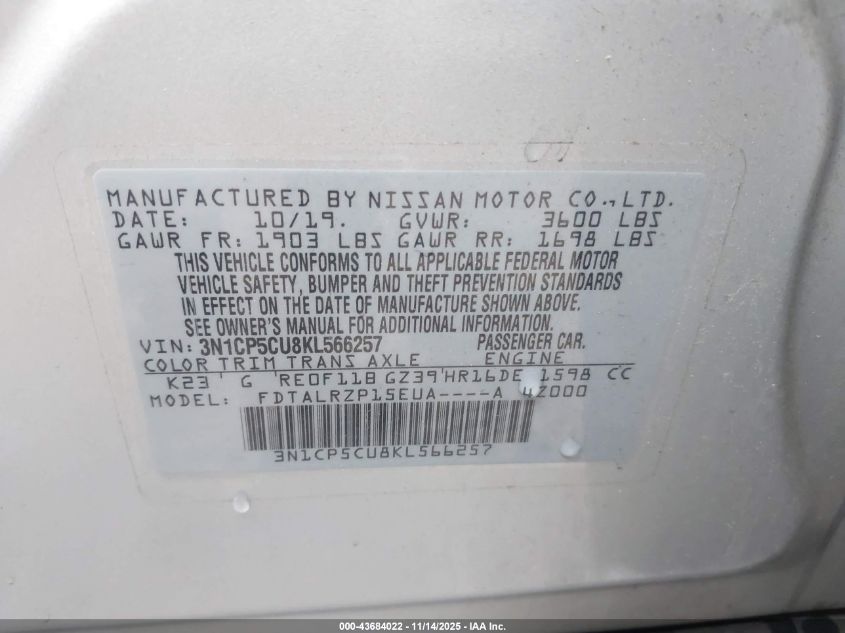 MANUFACTURED BY NISSAN MOTOR CO., LTD.
DATE: 10/19. GVWR: 3600 LBS
GAWR FR: 1903 LBS GAWR RR: 1698 LBS
THIS VEHICLE CONFORMS TO ALL APPLICABLE FEDERAL MOTOR
VEHICLE SAFETY, BUMPER AND THEFT PREVENTION STANDARDS
IN EFFECT ON THE DATE OF MANUFACTURE SHOWN ABOVE.
SEE OWNER'S MANUAL FOR ADDITIONAL INFORMATION.
VIN: 3N1CP5CU8KL566257 PASSENGER CAR.
COLOR TRIM TRANS AXLE ENGINE
K23 G RE0F11B GZ39 HR16DE 1598 CC
MODEL: FDTALRZP15EUA----A 4Z000
3N1CP5CU8KL566257
000-43684022 - 11/14/2025 - IAA Inc.